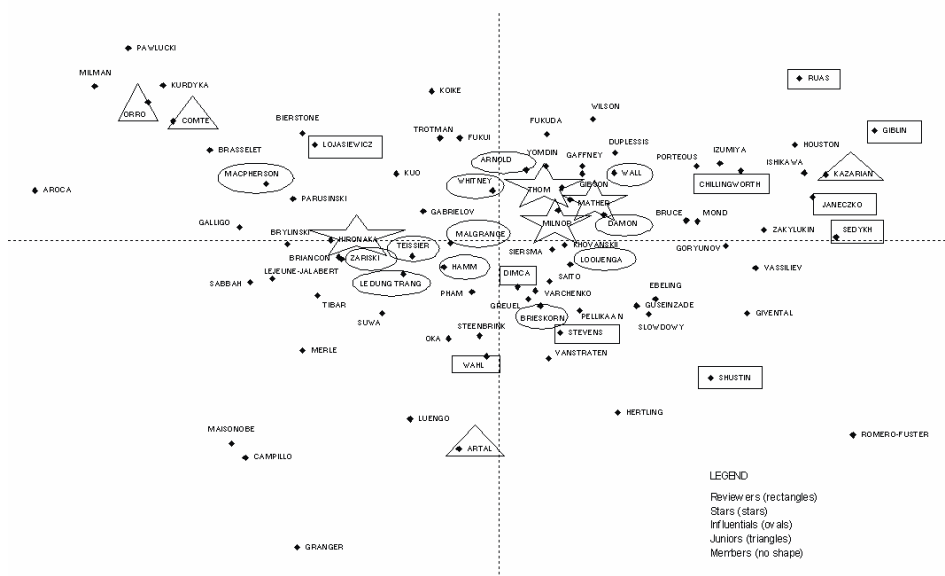 PAWLUCKI
MILMAN
KURDYKA
RUAS
KOIKE
ORRO
COMTE
WILSON
BIERSTONE
FUKUDA
TROTMAN
FUKUI
GIBLIN
LOJASIEWICZ
DUPLESSIS
HOUSTON
BRASSELET
YOMDIN
GAFFNEY
PORTEOUS
IZUMIYA
ISHIKAWA
ARNOLD
MACPHERSON
KUO
WHITNEY
WALL
KAZARIAN
CHILLINGWORTH
AROCA
THOM
GIBSON
PARUSINSKI
MATHER
JANECZKO
GABRIELOV
GALLIGO
MILNOR
DAMON
BRUCE
MOND
BRYLINSKI
HIRONAKA
MALGRANGE
ZAKYLUKIN
SEDYKH
TEISSIER
SIERSMA
KHOVANSKII
GORYUNOV
BRIANCON
ZARISKI
HAMM
LOOIJENGA
VASSILIEV
LEJEUNE-JALABERT
DIMCA
SAITO
SABBAH
LE DUNG TRANG
PHAM
VARCHENKO
EBELING
TIBAR
GREUEL
GUSEINZADE
SUWA
BRIESKORN
PELLIKAAN
SLOWDOWY
GIVENTAL
STEENBRINK
STEVENS
OKA
MERLE
WAHL
VANSTRATEN
SHUSTIN
LUENGO
HERTLING
MAISONOBE
ROMERO-FUSTER
CAMPILLO
ARTAL
LEGEND
Reviewers (rectangles)
Stars (stars)
Influentials (ovals)
Juniors (triangles)
Members (no shape)
GRANGER